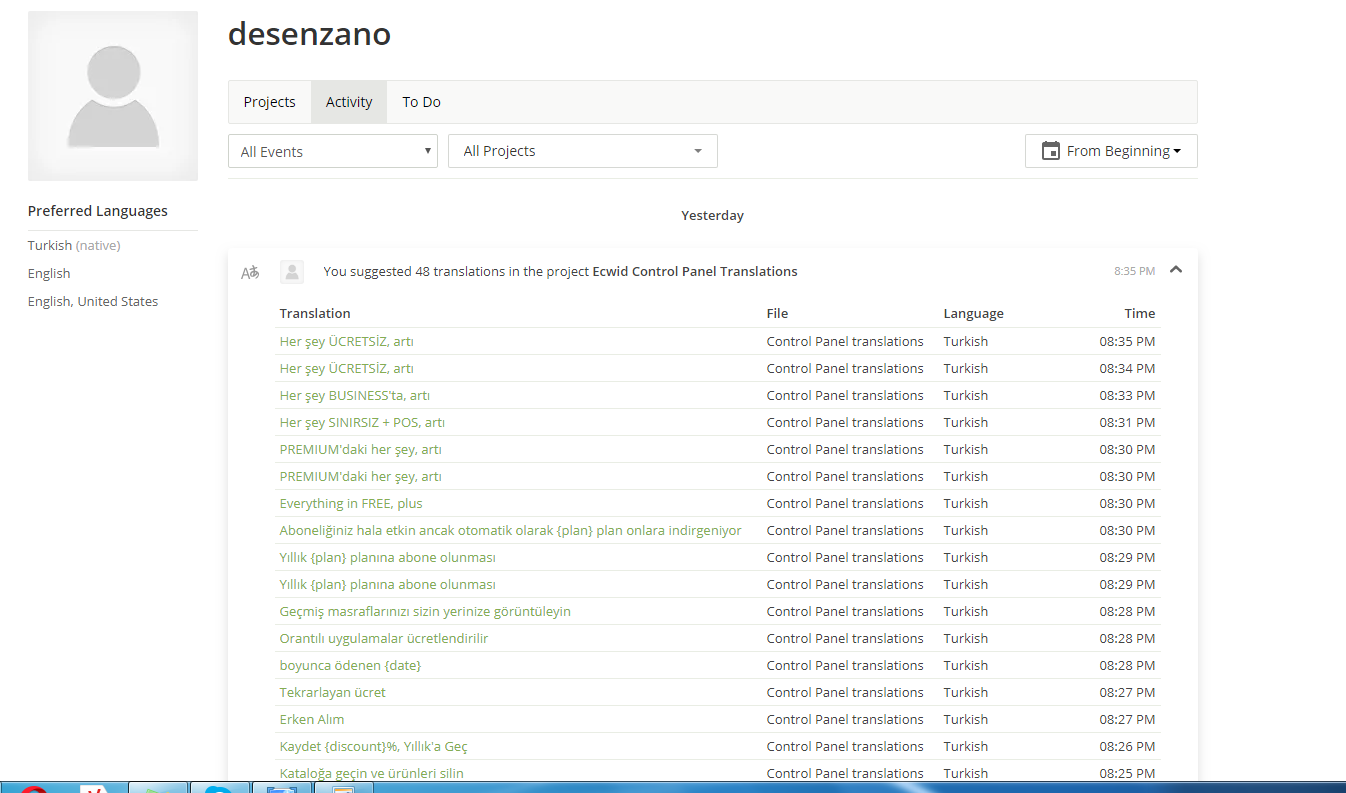 desenzano
Projects Activity To Do
All Events All Projects From Beginning
Preferred Languages
Turkish (native)
English
English, United States
Yesterday
You suggested 48 translations in the project Ecwid Control Panel Translations 8:35 PM
Translation File Language Time
Her şey ÜCRETSİZ, artı Control Panel translations Turkish 08:35 PM
Her şey ÜCRETSİZ, artı Control Panel translations Turkish 08:34 PM
Her şey BUSINESS'ta, artı Control Panel translations Turkish 08:33 PM
Her şey SINIRSIZ + POS, artı Control Panel translations Turkish 08:31 PM
PREMIUM'daki her şey, artı Control Panel translations Turkish 08:30 PM
PREMIUM'daki her şey, artı Control Panel translations Turkish 08:30 PM
Everything in FREE, plus Control Panel translations Turkish 08:30 PM
Aboneliğiniz hala etkin ancak otomatik olarak {plan} plan onlara indirgeniyor Control Panel translations Turkish 08:30 PM
Yıllık {plan} planına abone olunması Control Panel translations Turkish 08:29 PM
Yıllık {plan} planına abone olunması Control Panel translations Turkish 08:29 PM
Geçmiş masraflarınızı sizin yerinize görüntüleyin Control Panel translations Turkish 08:28 PM
Orantılı uygulamalar ücretlendirilir Control Panel translations Turkish 08:28 PM
boyunca ödenen {date} Control Panel translations Turkish 08:28 PM
Tekrarlayan ücret Control Panel translations Turkish 08:27 PM
Erken Alım Control Panel translations Turkish 08:27 PM
Kaydet {discount}%, Yıllık'a Geç Control Panel translations Turkish 08:26 PM
Kataloğa geçin ve ürünleri silin Control Panel translations Turkish 08:25 PM